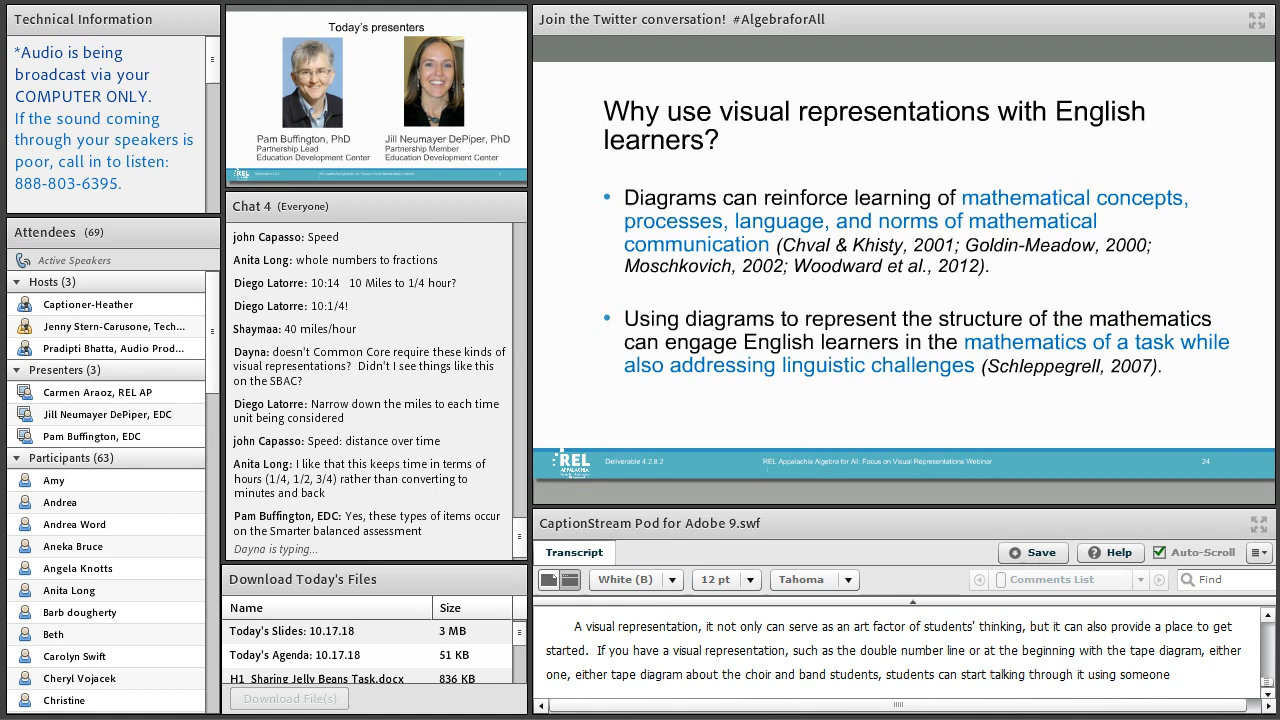 Technical Information
*Audio is being
broadcast via your
COMPUTER ONLY.
If the sound coming
through your speakers is
poor, call in to listen:
888-803-6395.
Attendees (69)
Active Speakers
Hosts (3)
Captioner-Heather
Jenny Stern-Carusone, Tech...
Pradipti Bhatta, Audio Prod...
Presenters (3)
Carmen Araoz, REL AP
Jill Neumayer DePiper, EDC
Pam Buffington, EDC
Participants (63)
Amy
Andrea
Andrea Word
Aneka Bruce
Angela Knotts
Anita Long
Barb dougherty
Beth
Carolyn Swift
Cheryl Vojacek
Christine
Today's presenters
Pam Buffington, PhD
Partnership Lead
Education Development Center
Jill Neumayer DePiper, PhD
Partnership Member
Education Development Center
Chat 4 (Everyone)
john Capasso: Speed
Anita Long: whole numbers to fractions
Diego Latorre: 10:14 10 Miles to 1/4 hour?
Diego Latorre: 10:1/4!
Shaymaa: 40 miles/hour
Dayna: doesn't Common Core require these kinds of
visual representations? Didn't I see things like this
on the SBAC?
Diego Latorre: Narrow down the miles to each time
unit being considered
john Capasso: Speed: distance over time
Anita Long: I like that this keeps time in terms of
hours (1/4, 1/2, 3/4) rather than converting to
minutes and back
Pam Buffington, EDC: Yes, these types of items occur
on the Smarter balanced assessment
Dayna is typing...
Download Today's Files
Name Size
Today's Slides: 10.17.18 3 MB
Today's Agenda: 10.17.18 51 KB
H1_Sharing Jelly Beans Task.docx 836 KB
Download File(s)
Join the Twitter conversation! #AlgebraforAll
Why use visual representations with English
learners?
• Diagrams can reinforce learning of mathematical concepts,
processes, language, and norms of mathematical
communication (Chval & Khisty, 2001; Goldin-Meadow, 2000;
Moschkovich, 2002; Woodward et al., 2012).
• Using diagrams to represent the structure of the mathematics
can engage English learners in the mathematics of a task while
also addressing linguistic challenges (Schleppegrell, 2007).
REL
APPALACHIA
Deliverable 4.2.8.2
REL Appalachia Algebra for All: Focus on Visual Representations Webinar
24
CaptionStream Pod for Adobe 9.swf
Transcript
Save
Help
Auto-Scroll
White (B)
12 pt
Tahoma
Comments List
Find
A visual representation, it not only can serve as an art factor of students' thinking, but it can also provide a place to get
started. If you have a visual representation, such as the double number line or at the beginning with the tape diagram, either
one, either tape diagram about the choir and band students, students can start talking through it using someone